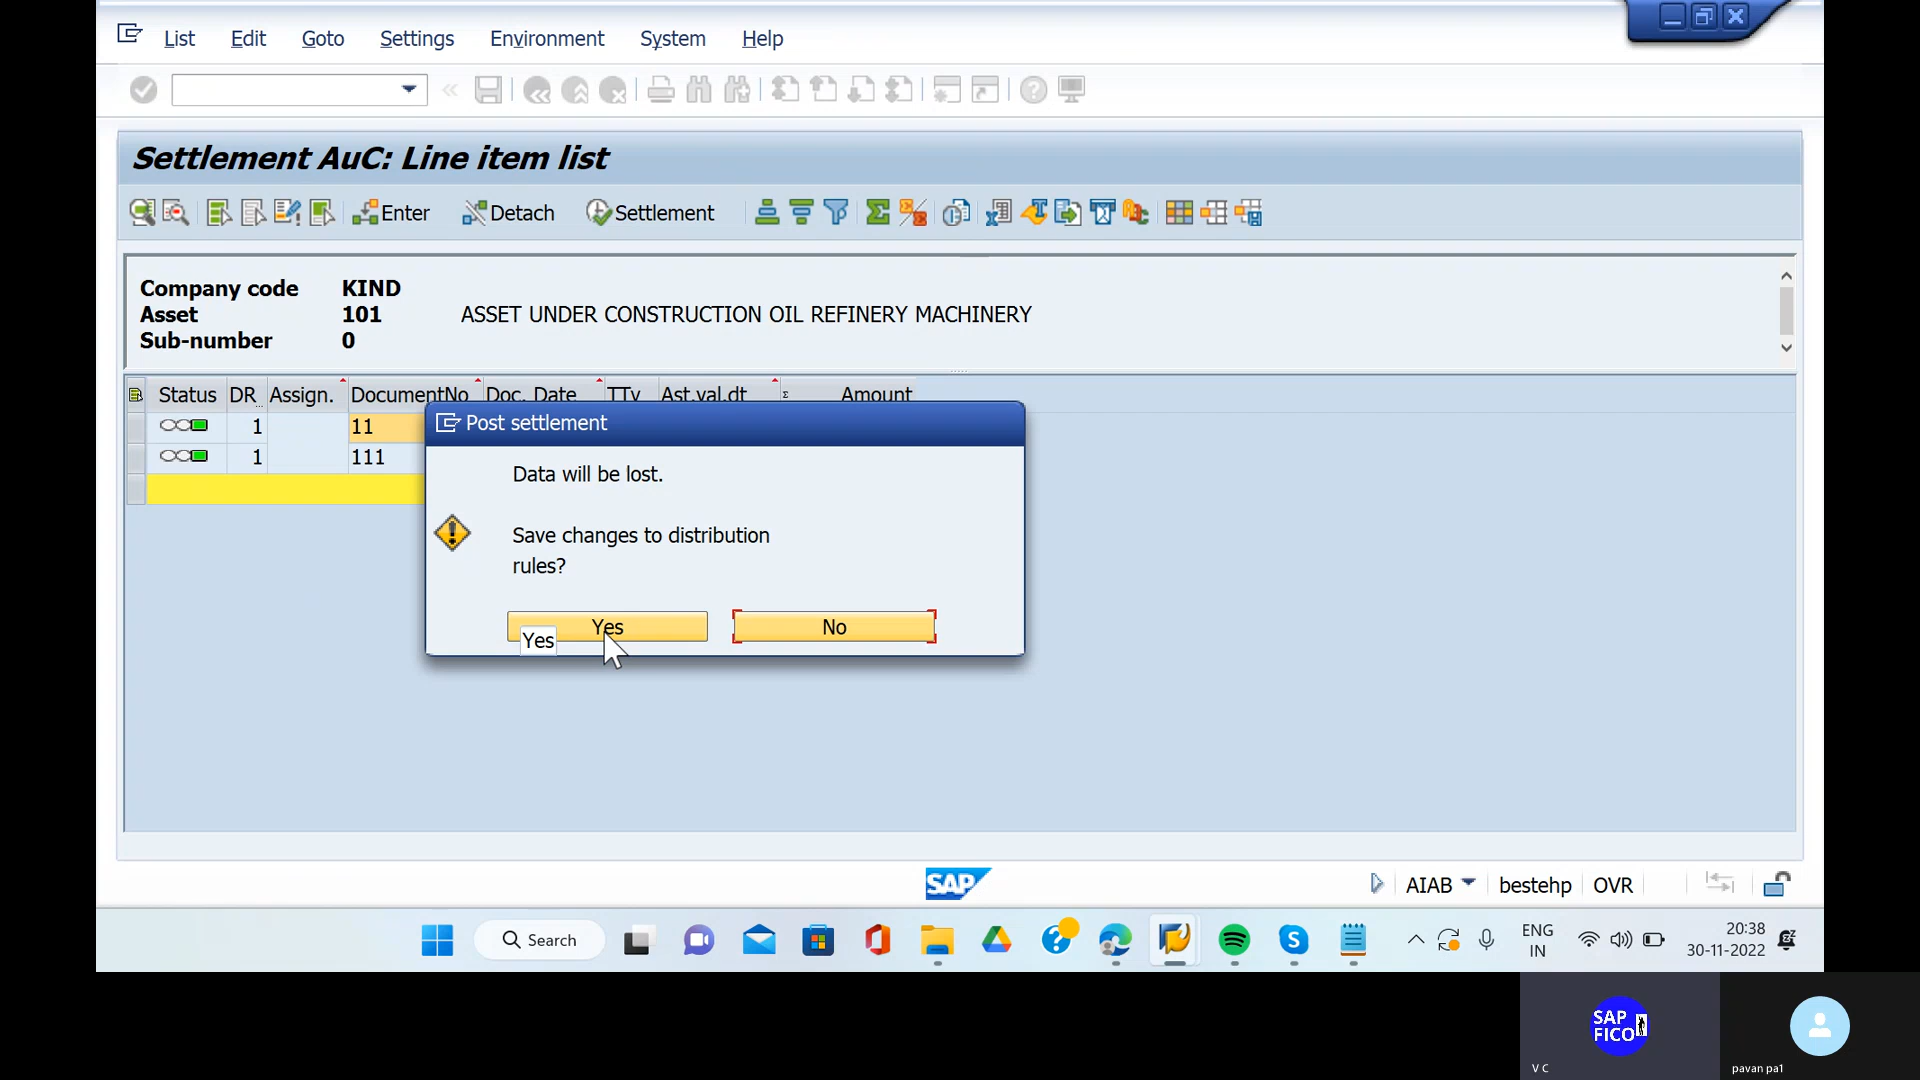 List Edit Goto Settings Environment System Help
Settlement AuC: Line item list
Enter Detach Settlement
Company code KIND
Asset 101 ASSET UNDER CONSTRUCTION OIL REFINERY MACHINERY
Sub-number 0
Status DR Assign. DocumentNo Doc. Date TTy Ast.val.dt Σ Amount
1 11
1 111
Post settlement
Data will be lost.
Save changes to distribution
rules?
Yes No
Yes
SAP
AIAB bestehp OVR
Search
ENG
IN
20:38
30-11-2022
SAP
FICO
V C
pavan pa1